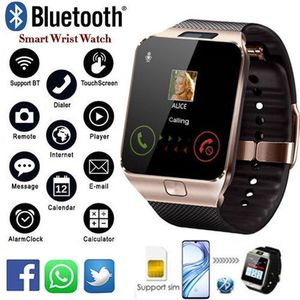 Bluetooth®
Smart Wrist Watch
Support BT
Dialer
TouchScreen
Remote
Internet
Player
Message
12
Calendar
E-mail
AlarmClock
Calculator
ALICE
Calling
Support sim